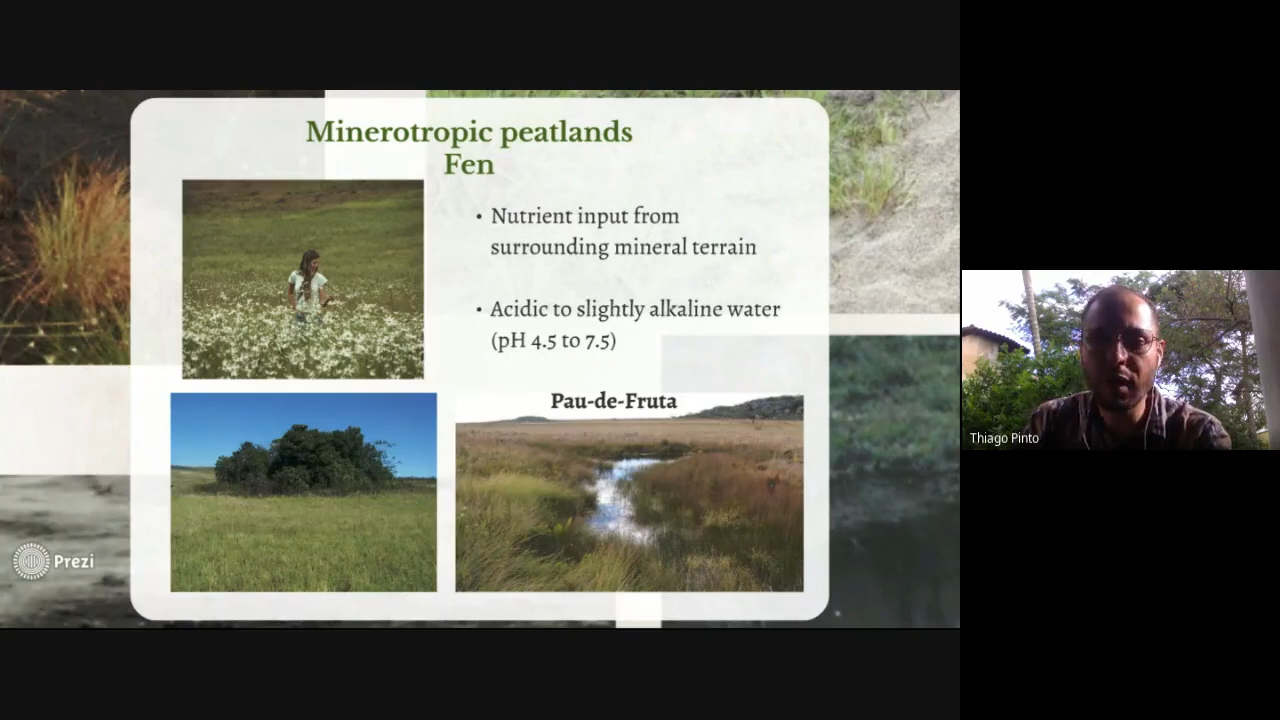 Minerotropic peatlands
Fen
• Nutrient input from
surrounding mineral terrain
• Acidic to slightly alkaline water
(pH 4.5 to 7.5)
Pau-de-Fruta
Prezi
Thiago Pinto